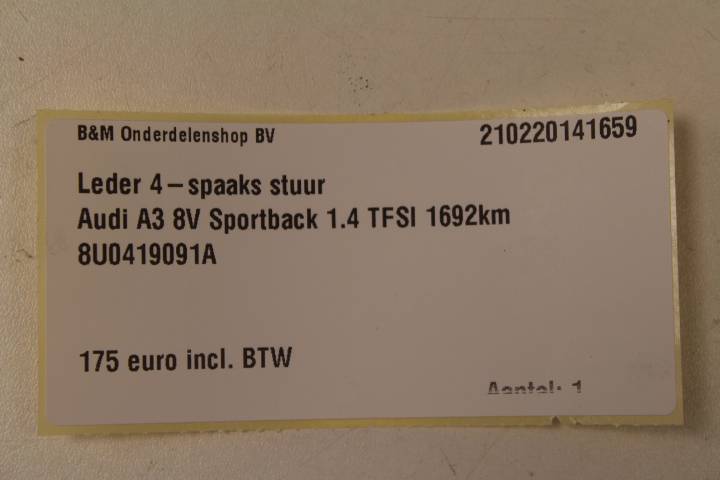 B&M Onderdelenshop BV 210220141659
Leder 4-spaaks stuur
Audi A3 8V Sportback 1.4 TFSI 1692km
8U0419091A
175 euro incl. BTW
Aantal: 1